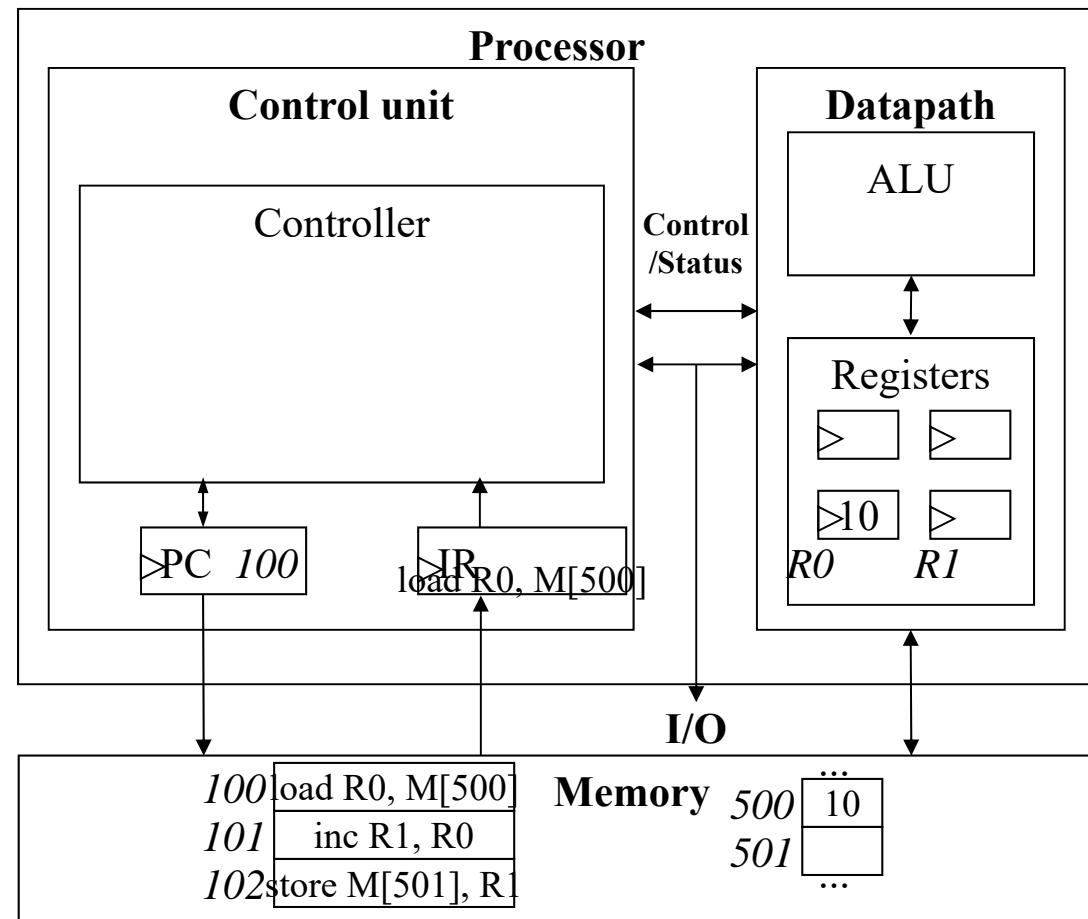 Processor
Control unit
Controller
PC 100
IR
load R0, M[500]
Control
/Status
Datapath
ALU
Registers
10
R0 R1
I/O
Memory
100 load R0, M[500]
101 inc R1, R0
102 store M[501], R1
...
500 10
501
...